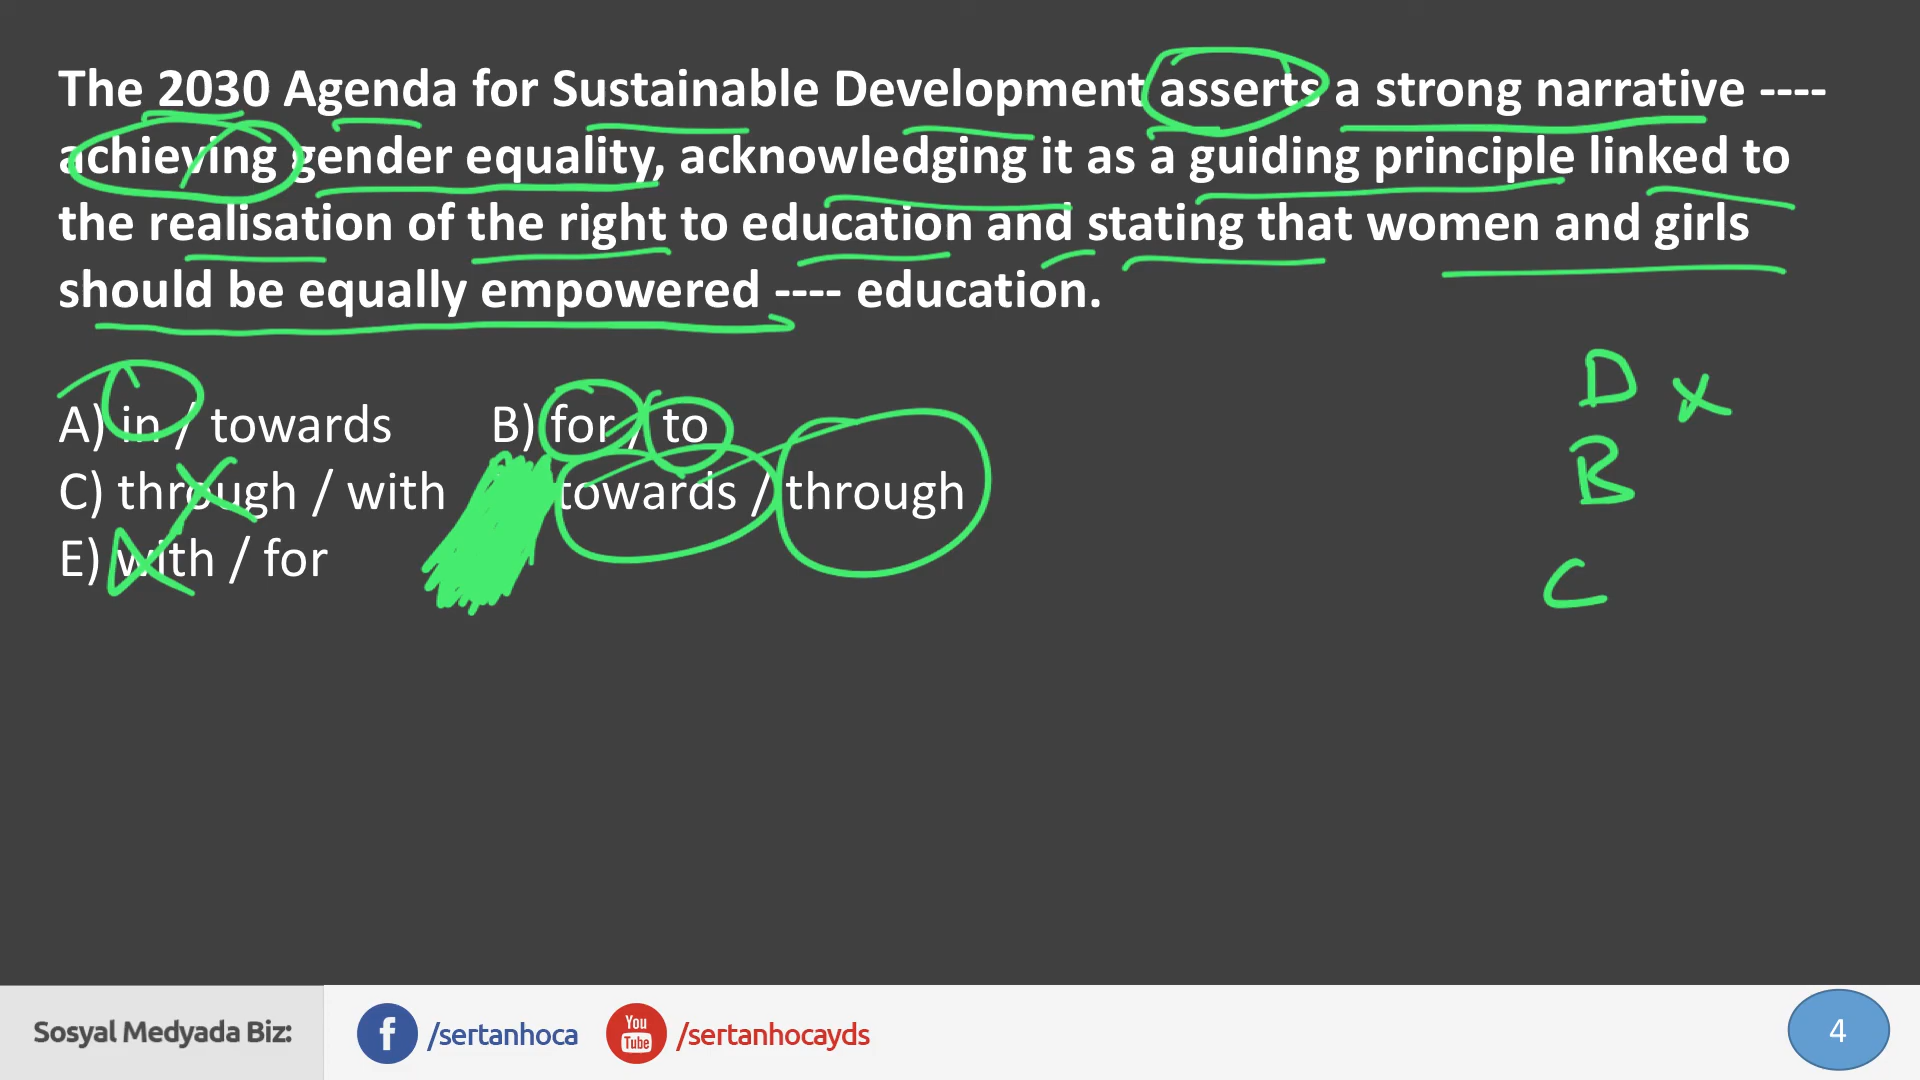 The 2030 Agenda for Sustainable Development asserts a strong narrative ----
achieving gender equality, acknowledging it as a guiding principle linked to
the realisation of the right to education and stating that women and girls
should be equally empowered ---- education.
A) in / towards B) for / to
C) through / with towards / through
E) with / for
D x
B
C
Sosyal Medyada Biz: f /sertanhoca You Tube /sertanhocayds 4